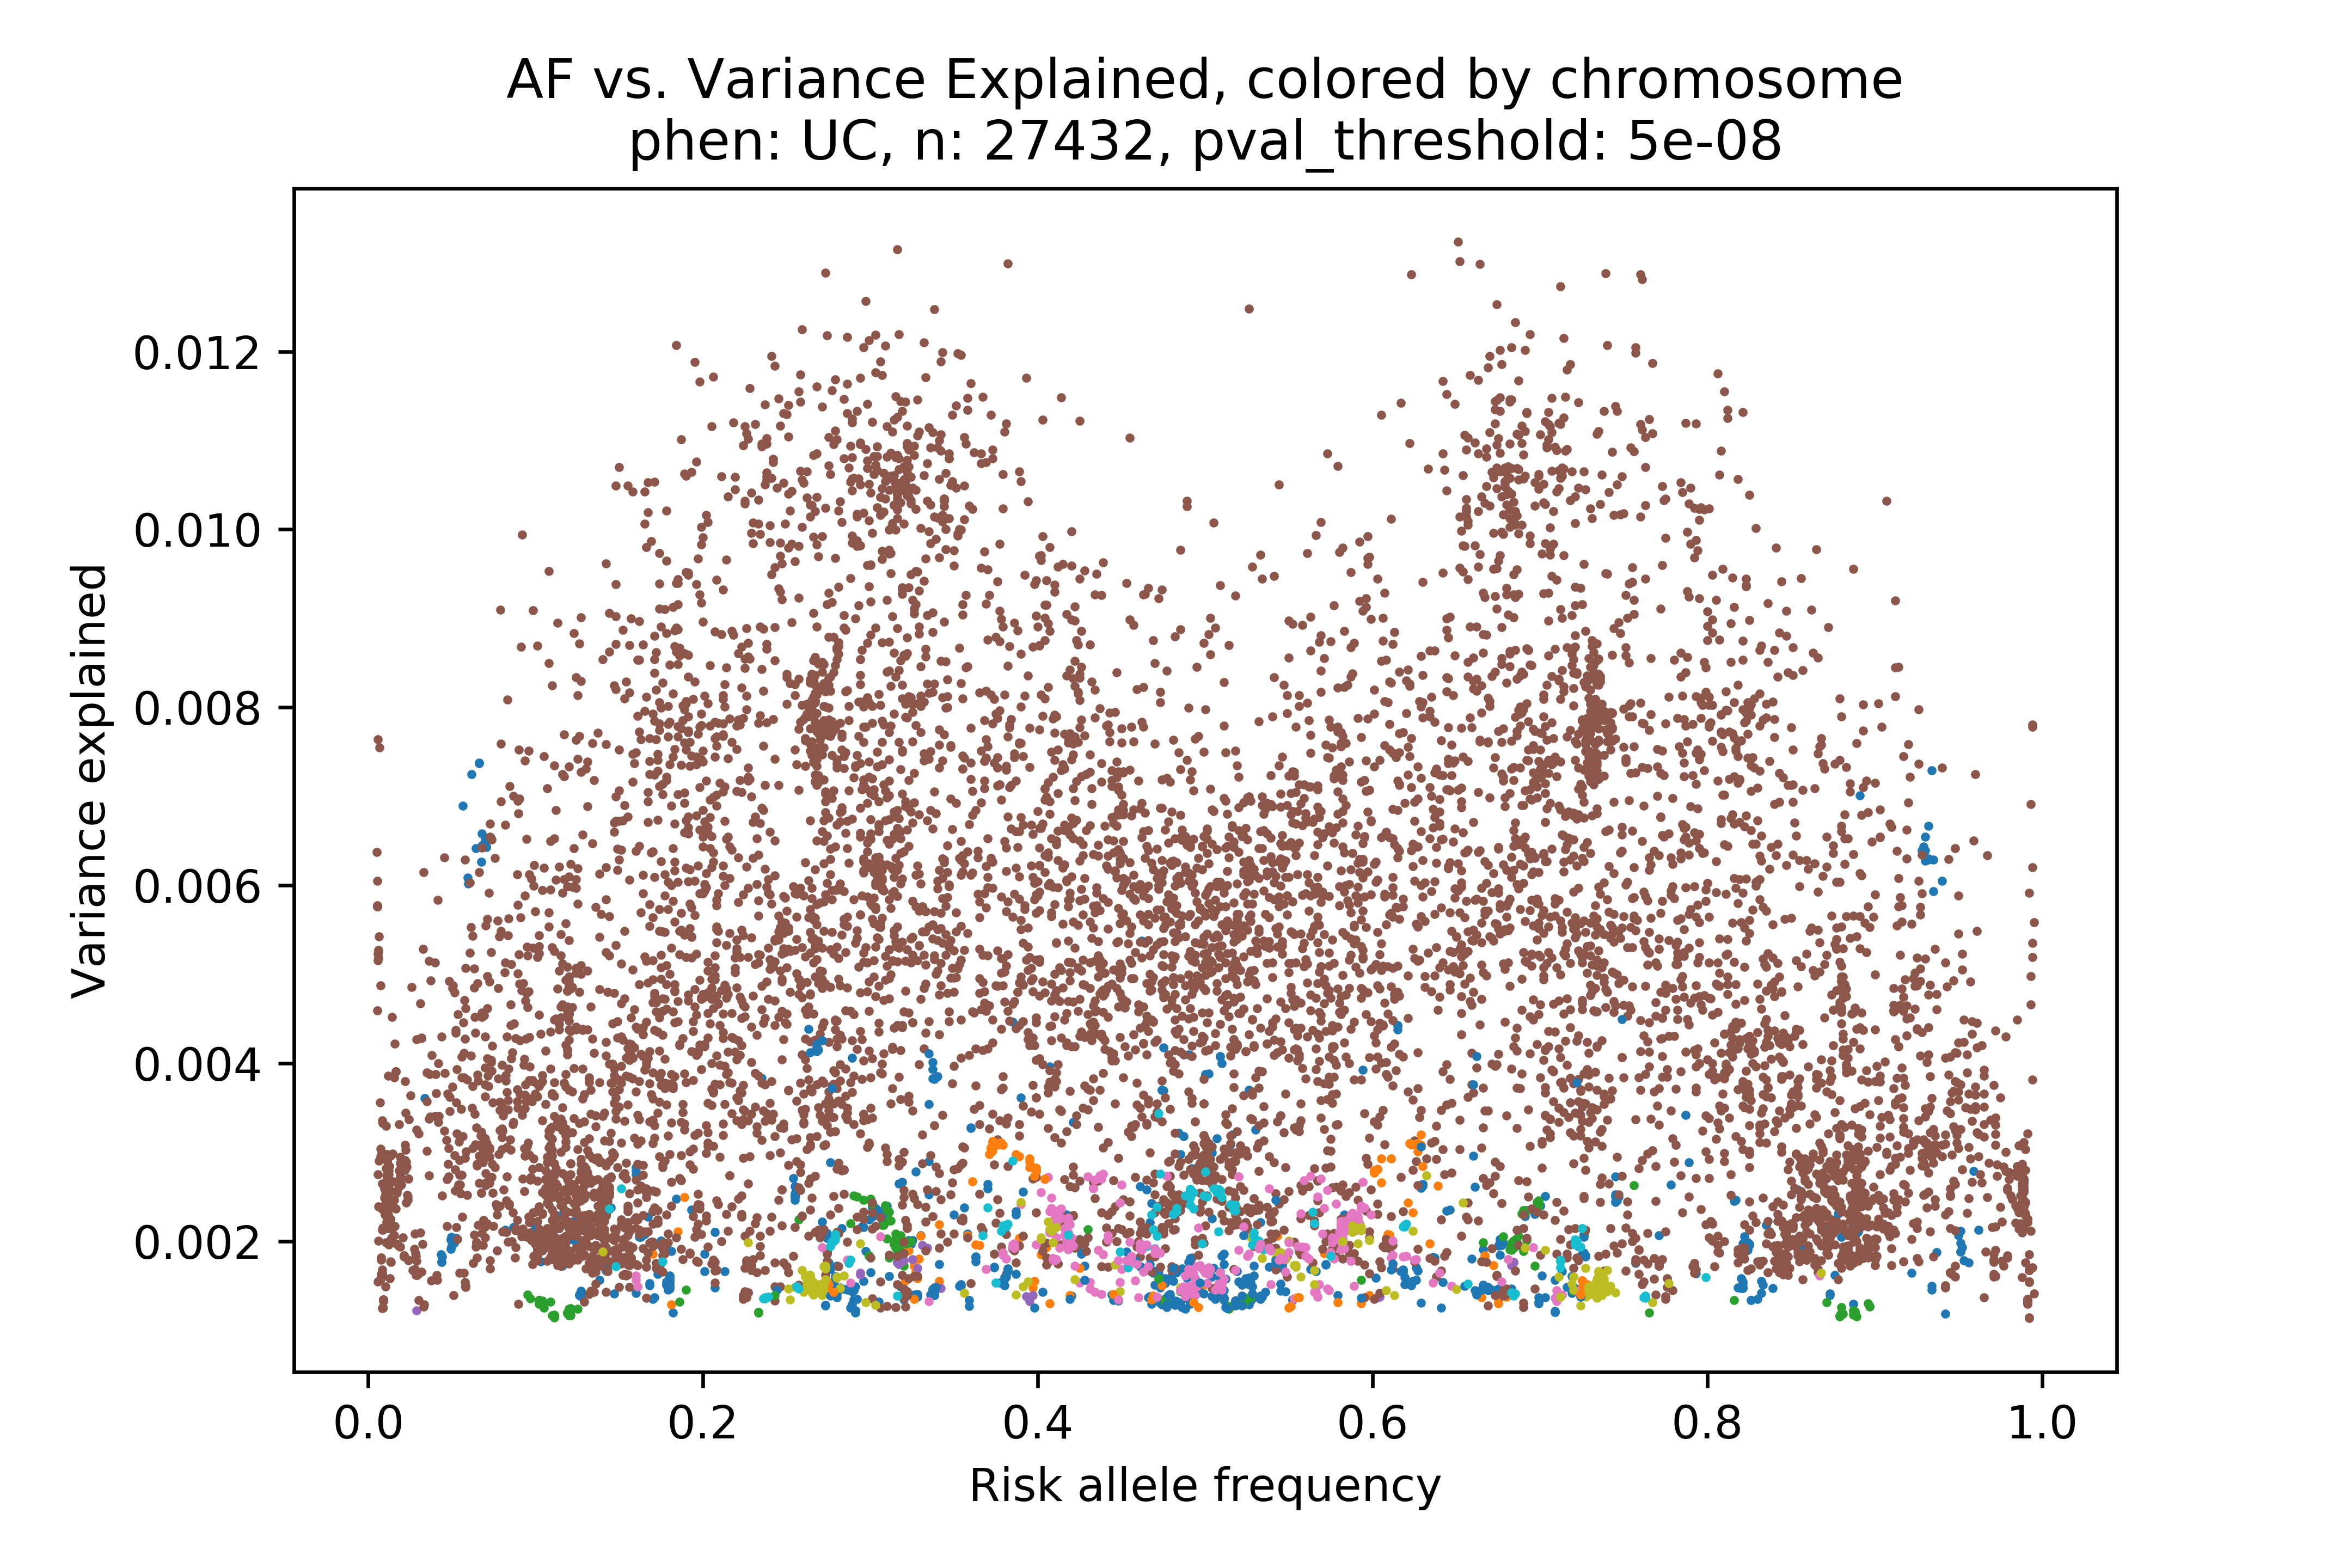 AF vs. Variance Explained, colored by chromosome
phen: UC, n: 27432, pval_threshold: 5e-08
Variance explained
0.012
0.010
0.008
0.006
0.004
0.002
0.0 0.2 0.4 0.6 0.8 1.0
Risk allele frequency